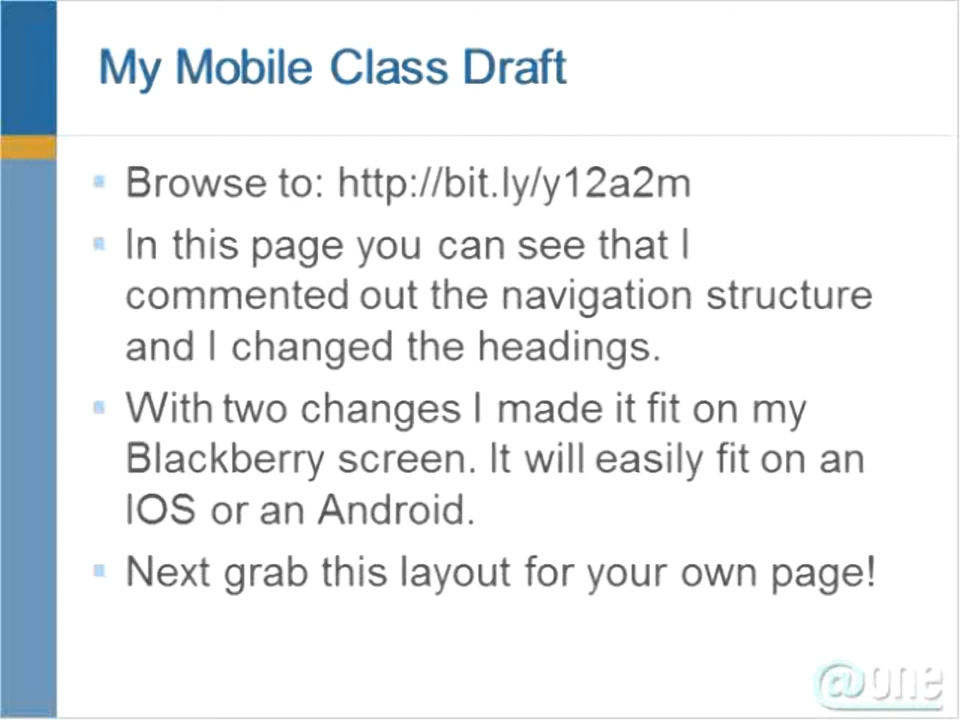 My Mobile Class Draft
Browse to: http://bit.ly/y12a2m
In this page you can see that I
commented out the navigation structure
and I changed the headings.
With two changes I made it fit on my
Blackberry screen. It will easily fit on an
IOS or an Android.
Next grab this layout for your own page!
@one